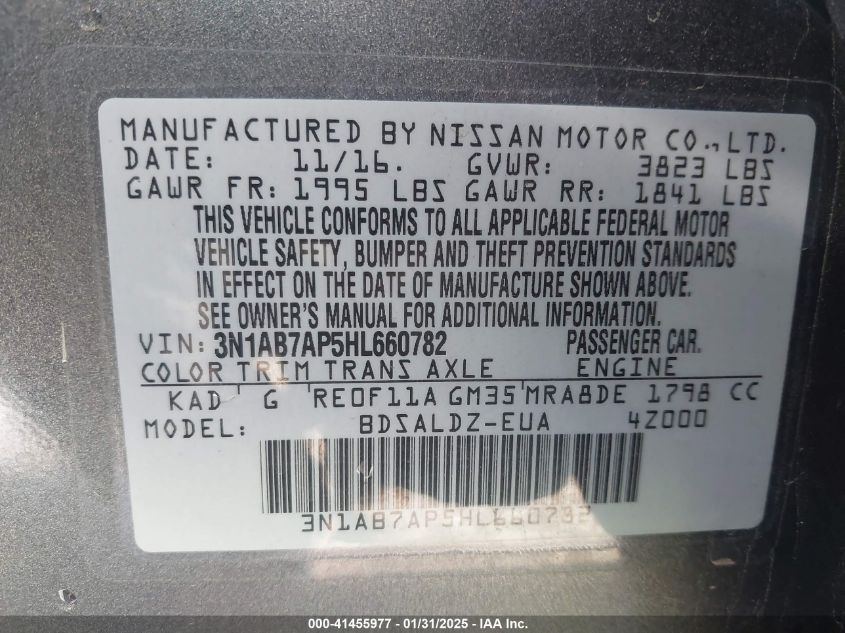 MANUFACTURED BY NISSAN MOTOR CO., LTD.
DATE: 11/16. GVWR: 3823 LBS
GAWR FR: 1995 LBS GAWR RR: 1841 LBS
THIS VEHICLE CONFORMS TO ALL APPLICABLE FEDERAL MOTOR
VEHICLE SAFETY, BUMPER AND THEFT PREVENTION STANDARDS
IN EFFECT ON THE DATE OF MANUFACTURE SHOWN ABOVE.
SEE OWNER'S MANUAL FOR ADDITIONAL INFORMATION.
VIN: 3N1AB7AP5HL660782 PASSENGER CAR.
COLOR TRIM TRANS AXLE ENGINE
KAD G RE0F11A GM35 MRA8DE 1798 CC
MODEL: BDSALDZ-EUA 4Z000
3N1AB7AP5HL660782
000-41455977 - 01/31/2025 - IAA Inc.